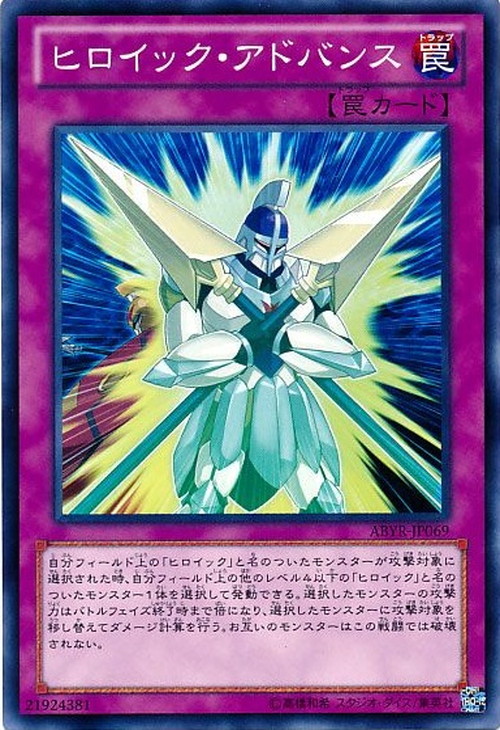 ヒロイック・アドバンス 罠
トラップ
【罠カード】
トラップ
ABYR-JP069
自分フィールド上の「ヒロイック」と名のついたモンスターが攻撃対象に
選択された時、自分フィールド上の他のレベル4以下の「ヒロイック」と名の
ついたモンスター1体を選択して発動できる。選択したモンスターの攻撃
力はバトルフェイズ終了時まで倍になり、選択したモンスターに攻撃対象を
移し替えてダメージ計算を行う。お互いのモンスターはこの戦闘では破壊
されない。
21924381
©高橋和希 スタジオ・ダイス/集英社